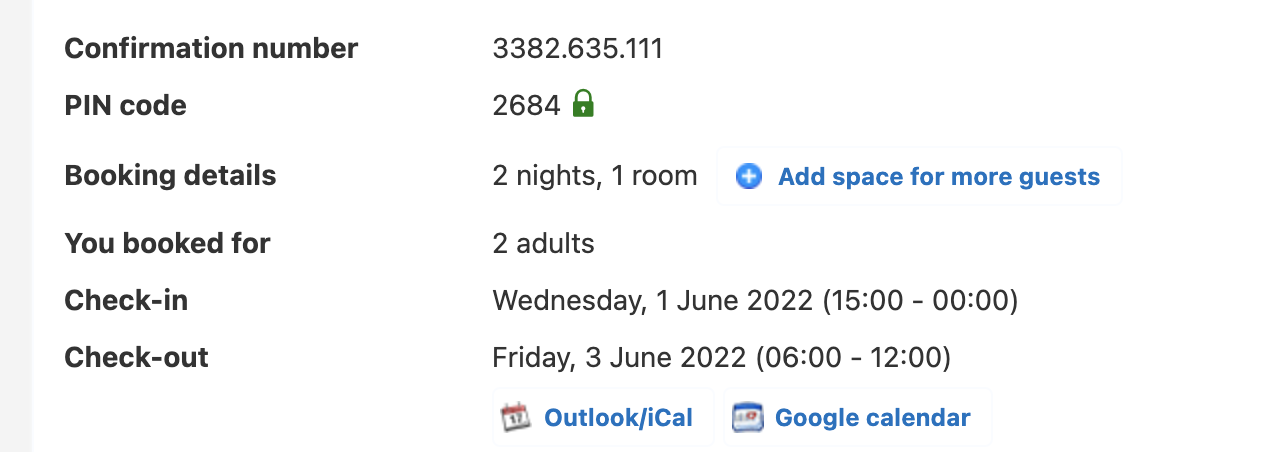 Confirmation number 3382.635.111
PIN code 2684
Booking details 2 nights, 1 room Add space for more guests
You booked for 2 adults
Check-in Wednesday, 1 June 2022 (15:00 - 00:00)
Check-out Friday, 3 June 2022 (06:00 - 12:00)
17 Outlook/iCal Google calendar